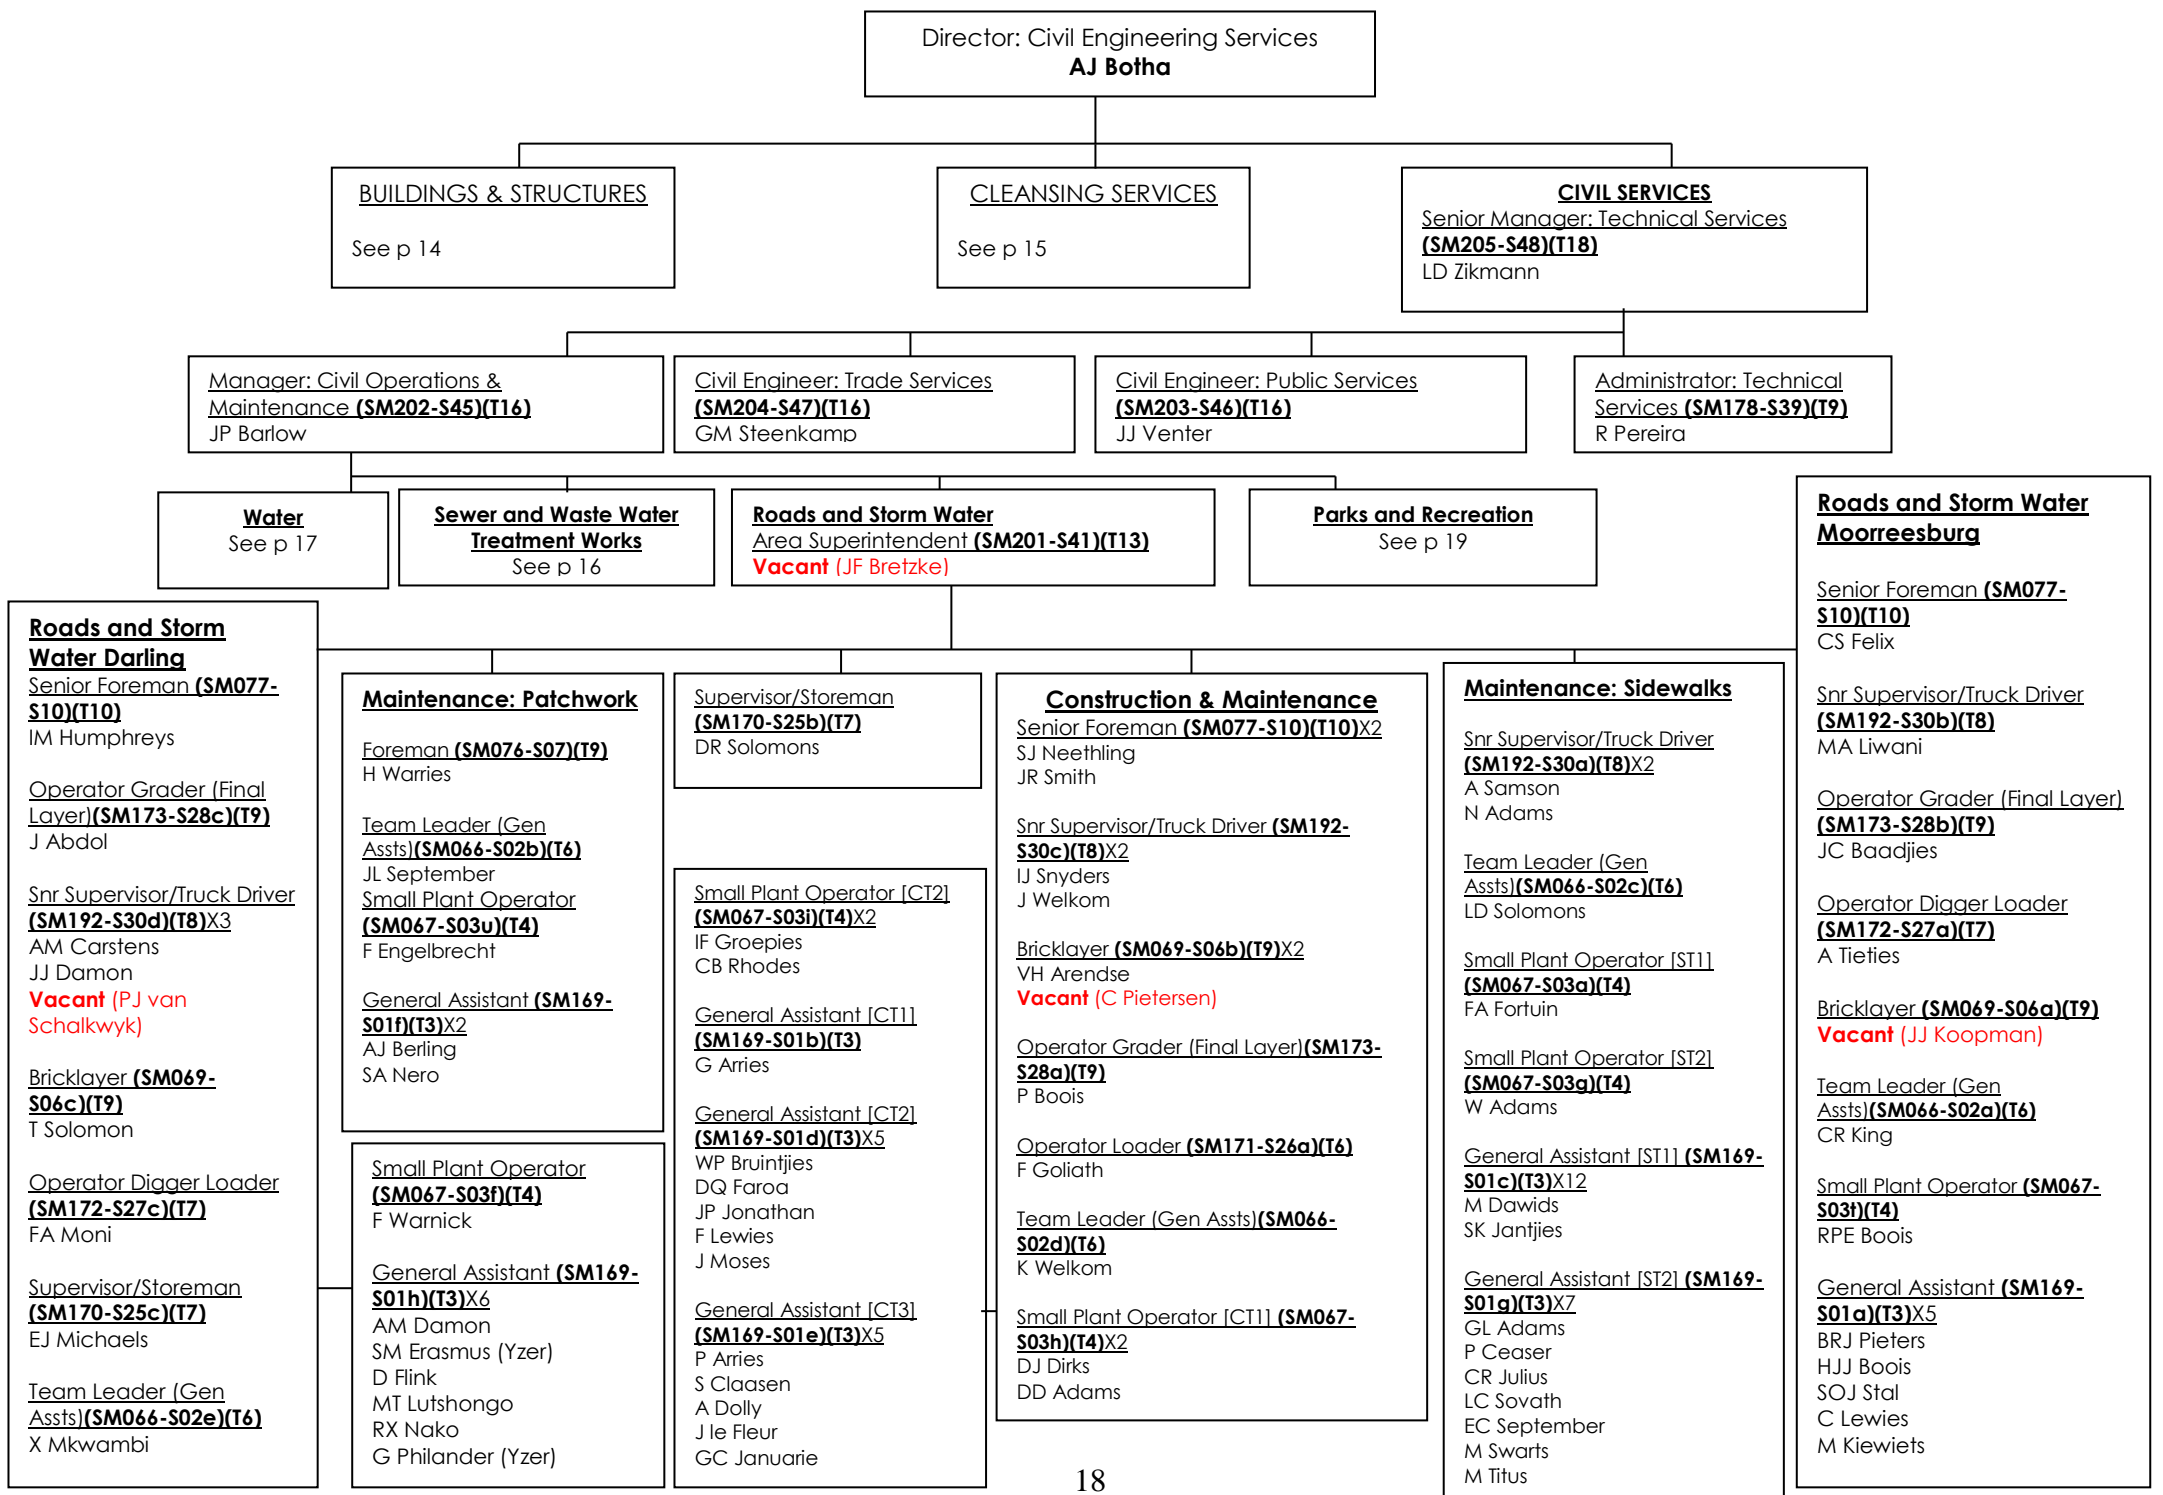 Director: Civil Engineering Services
AJ Botha
BUILDINGS & STRUCTURES
See p 14
CLEANSING SERVICES
See p 15
CIVIL SERVICES
Senior Manager: Technical Services
(SM205-S48)(T18)
LD Zikmann
Manager: Civil Operations &
Maintenance (SM202-S45)(T16)
JP Barlow
Civil Engineer: Trade Services
(SM204-S47)(T16)
GM Steenkamp
Civil Engineer: Public Services
(SM203-S46)(T16)
JJ Venter
Administrator: Technical
Services (SM178-S39)(T9)
R Pereira
Water
See p 17
Sewer and Waste Water
Treatment Works
See p 16
Roads and Storm Water
Area Superintendent (SM201-S41)(T13)
Vacant (JF Bretzke)
Parks and Recreation
See p 19
Roads and Storm
Water Darling
Senior Foreman (SM077-
S10)(T10)
IM Humphreys
Operator Grader (Final
Layer)(SM173-S28c)(T9)
J Abdol
Snr Supervisor/Truck Driver
(SM192-S30d)(T8)X3
AM Carstens
JJ Damon
Vacant (PJ van
Schalkwyk)
Bricklayer (SM069-
S06c)(T9)
T Solomon
Operator Digger Loader
(SM172-S27c)(T7)
FA Moni
Supervisor/Storeman
(SM170-S25c)(T7)
EJ Michaels
Team Leader (Gen
Assts)(SM066-S02e)(T6)
X Mkwambi
Maintenance: Patchwork
Foreman (SM076-S07)(T9)
H Warries
Team Leader (Gen
Assts)(SM066-S02b)(T6)
JL September
Small Plant Operator
(SM067-S03u)(T4)
F Engelbrecht
General Assistant (SM169-
S01f)(T3)X2
AJ Berling
SA Nero
Small Plant Operator
(SM067-S03f)(T4)
F Warnick
General Assistant (SM169-
S01h)(T3)X6
AM Damon
SM Erasmus (Yzer)
D Flink
MT Lutshongo
RX Nako
G Philander (Yzer)
Supervisor/Storeman
(SM170-S25b)(T7)
DR Solomons
Small Plant Operator [CT2]
(SM067-S03i)(T4)X2
IF Groepies
CB Rhodes
General Assistant [CT1]
(SM169-S01b)(T3)
G Arries
General Assistant [CT2]
(SM169-S01d)(T3)X5
WP Bruintjies
DQ Faroa
JP Jonathan
F Lewies
J Moses
General Assistant [CT3]
(SM169-S01e)(T3)X5
P Arries
S Claasen
A Dolly
J le Fleur
GC Januarie
Construction & Maintenance
Senior Foreman (SM077-S10)(T10)X2
SJ Neethling
JR Smith
Snr Supervisor/Truck Driver (SM192-
S30c)(T8)X2
IJ Snyders
J Welkom
Bricklayer (SM069-S06b)(T9)X2
VH Arendse
Vacant (C Pietersen)
Operator Grader (Final Layer)(SM173-
S28a)(T9)
P Boois
Operator Loader (SM171-S26a)(T6)
F Goliath
Team Leader (Gen Assts)(SM066-
S02d)(T6)
K Welkom
Small Plant Operator [CT1] (SM067-
S03h)(T4)X2
DJ Dirks
DD Adams
Maintenance: Sidewalks
Snr Supervisor/Truck Driver
(SM192-S30a)(T8)X2
A Samson
N Adams
Team Leader (Gen
Assts)(SM066-S02c)(T6)
LD Solomons
Small Plant Operator [ST1]
(SM067-S03a)(T4)
FA Fortuin
Small Plant Operator [ST2]
(SM067-S03g)(T4)
W Adams
General Assistant [ST1] (SM169-
S01c)(T3)X12
M Dawids
SK Jantjies
General Assistant [ST2] (SM169-
S01g)(T3)X7
GL Adams
P Ceaser
CR Julius
LC Sovath
EC September
M Swarts
M Titus
Roads and Storm Water
Moorreesburg
Senior Foreman (SM077-
S10)(T10)
CS Felix
Snr Supervisor/Truck Driver
(SM192-S30b)(T8)
MA Liwani
Operator Grader (Final Layer)
(SM173-S28b)(T9)
JC Baadjies
Operator Digger Loader
(SM172-S27a)(T7)
A Tieties
Bricklayer (SM069-S06a)(T9)
Vacant (JJ Koopman)
Team Leader (Gen
Assts)(SM066-S02a)(T6)
CR King
Small Plant Operator (SM067-
S03t)(T4)
RPE Boois
General Assistant (SM169-
S01a)(T3)X5
BRJ Pieters
HJJ Boois
SOJ Stal
C Lewies
M Kiewiets
18